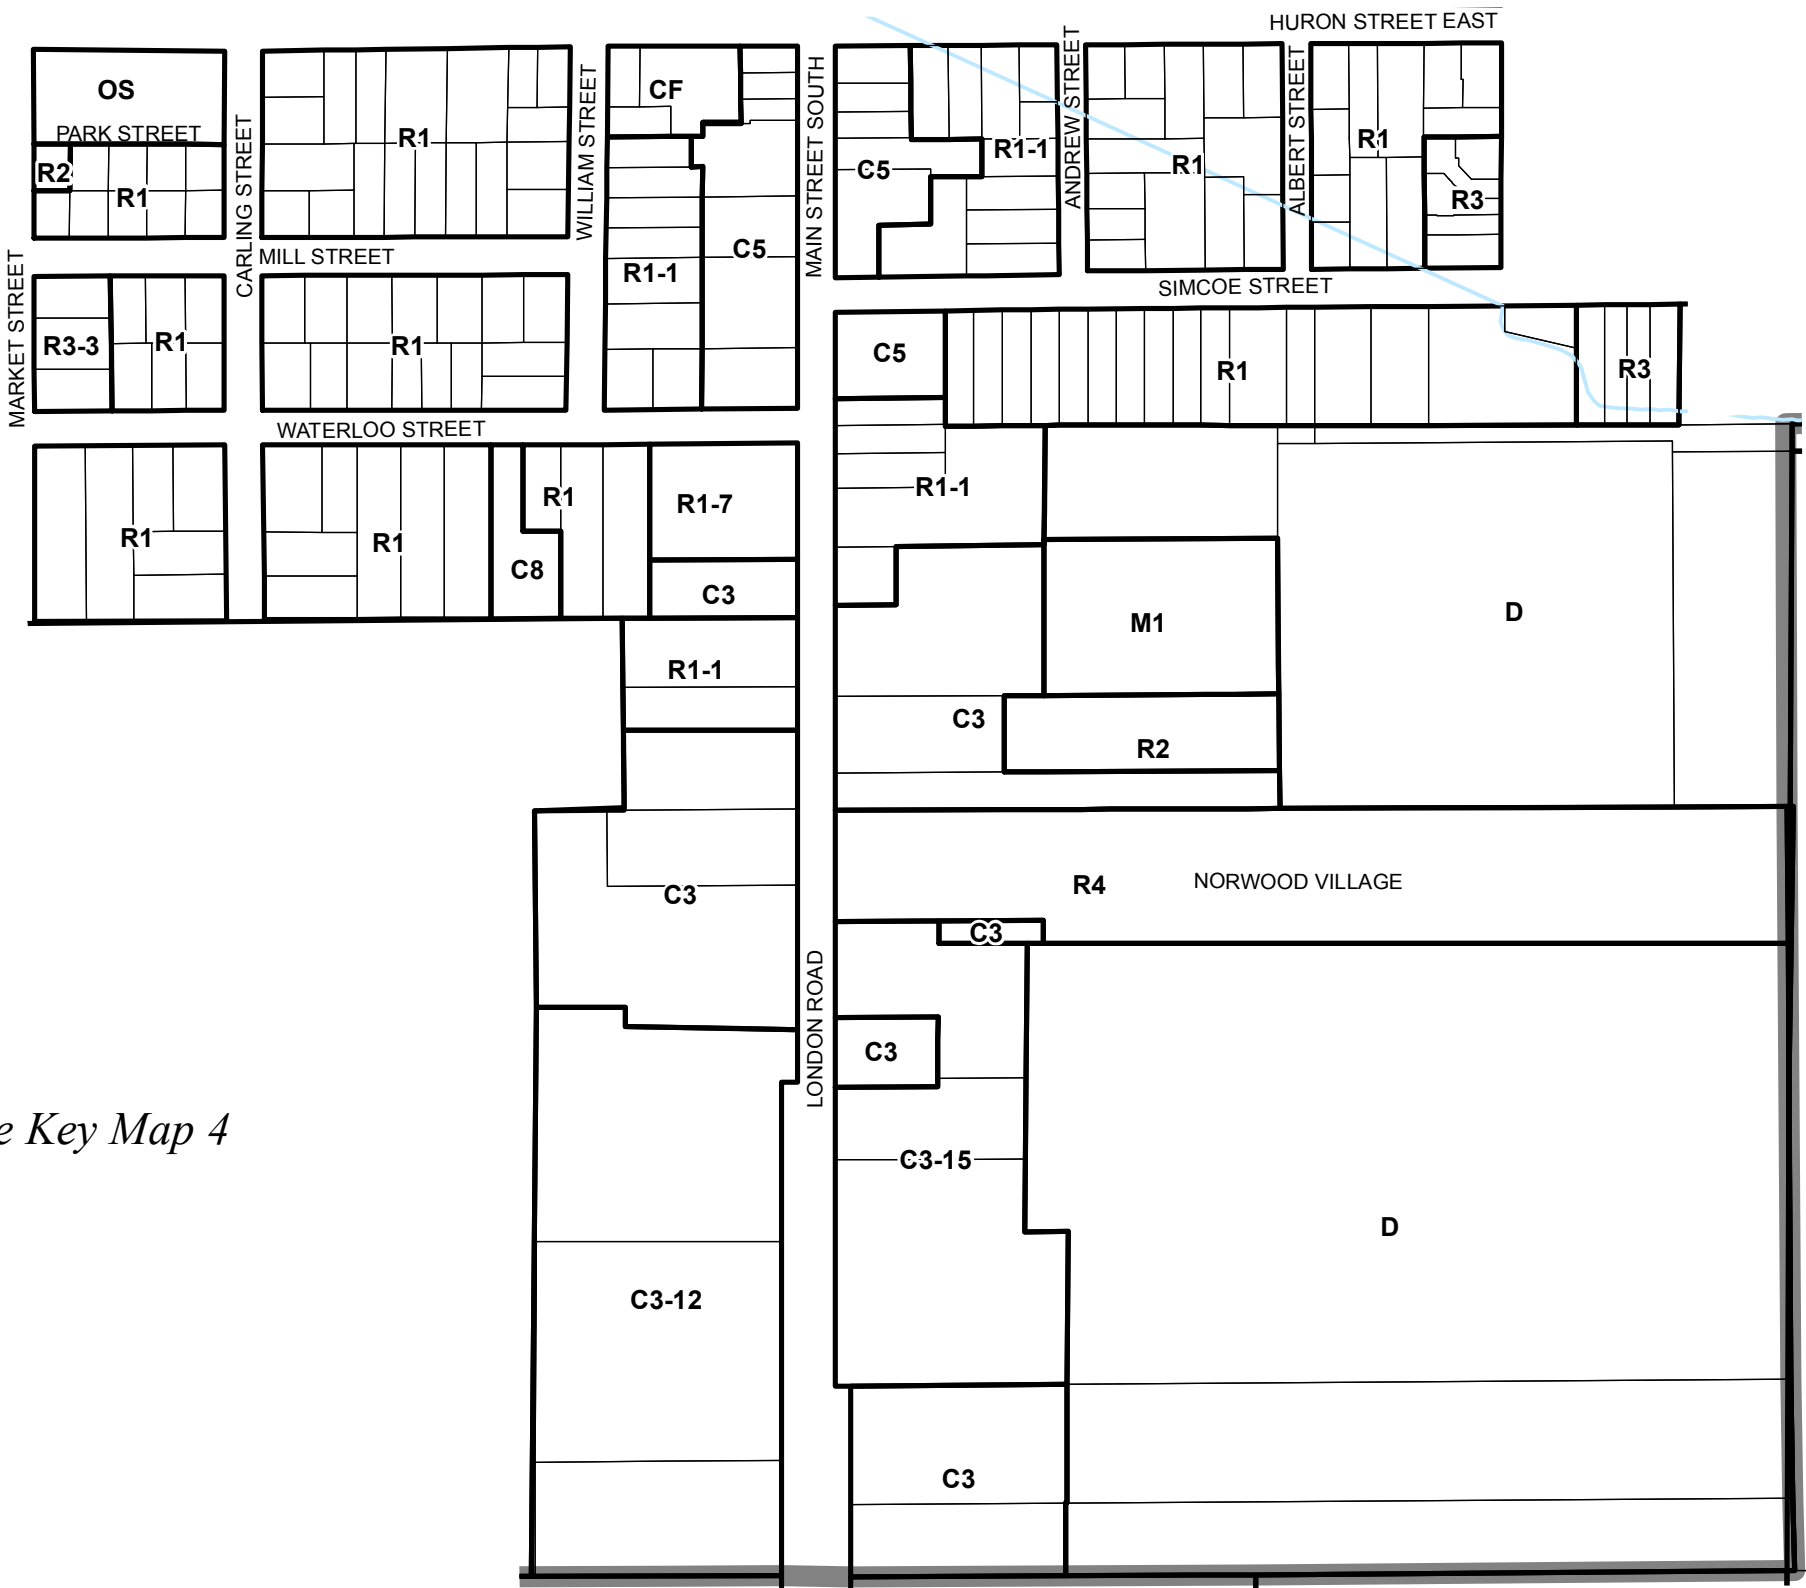 HURON STREET EAST
OS
CF
PARK STREET
R1
R1
R2
R1
C5
R1-1
R1
R3
CARLING STREET
WILLIAM STREET
MAIN STREET SOUTH
ANDREW STREET
ALBERT STREET
MILL STREET
R1-1
C5
SIMCOE STREET
MARKET STREET
R3-3
R1
R1
C5
R1
R3
WATERLOO STREET
R1
R1
R1
C8
R1-7
C3
R1-1
M1
D
R1-1
C3
R2
C3
R4
NORWOOD VILLAGE
C3
LONDON ROAD
C3
e Key Map 4
C3-15
D
C3-12
C3